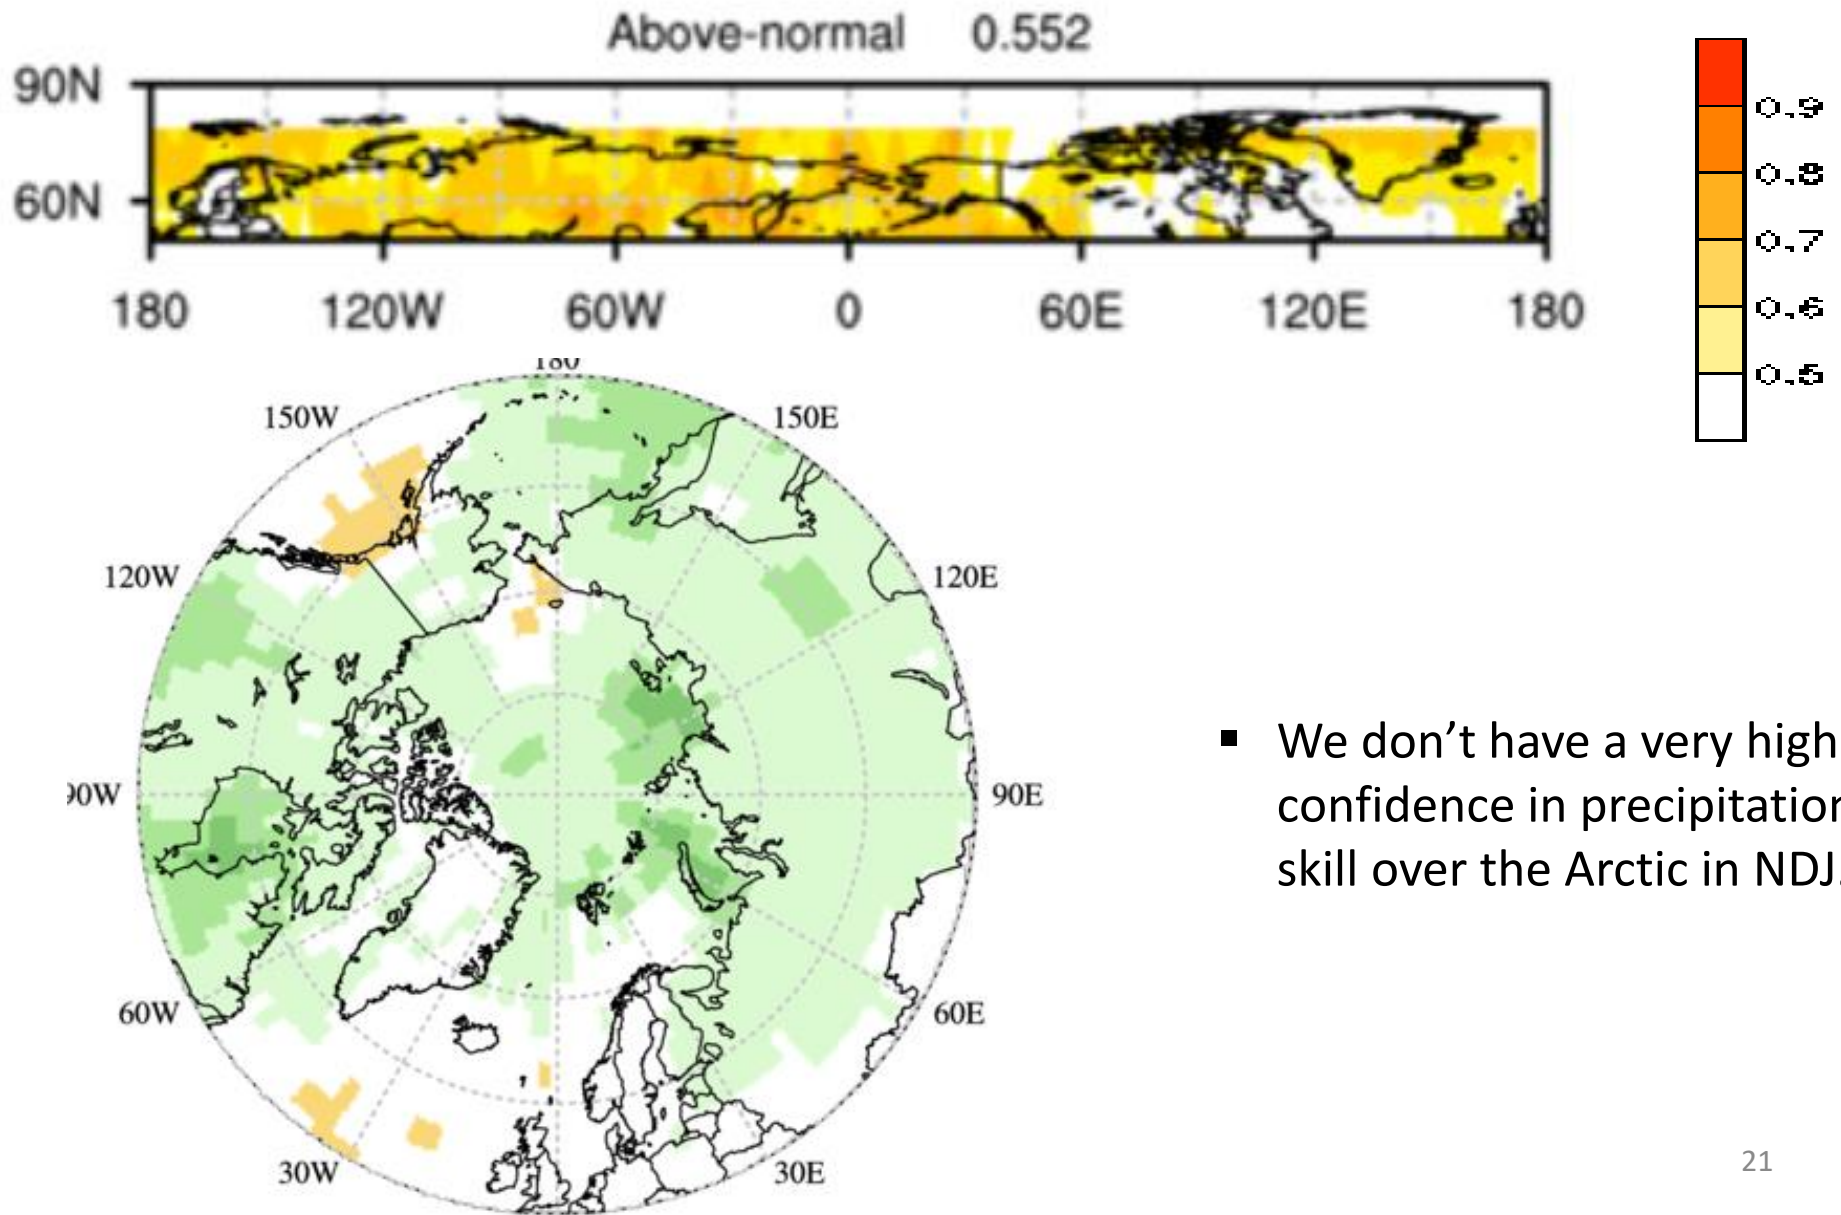 Above-normal 0.552
90N
60N
180 120W 60W 0 60E 120E 180
0.9
0.8
0.7
0.6
0.5
180
150W 150E
120W 120E
90W 90E
60W 60E
30W 30E
▪ We don’t have a very high
confidence in precipitation
skill over the Arctic in NDJ.
21